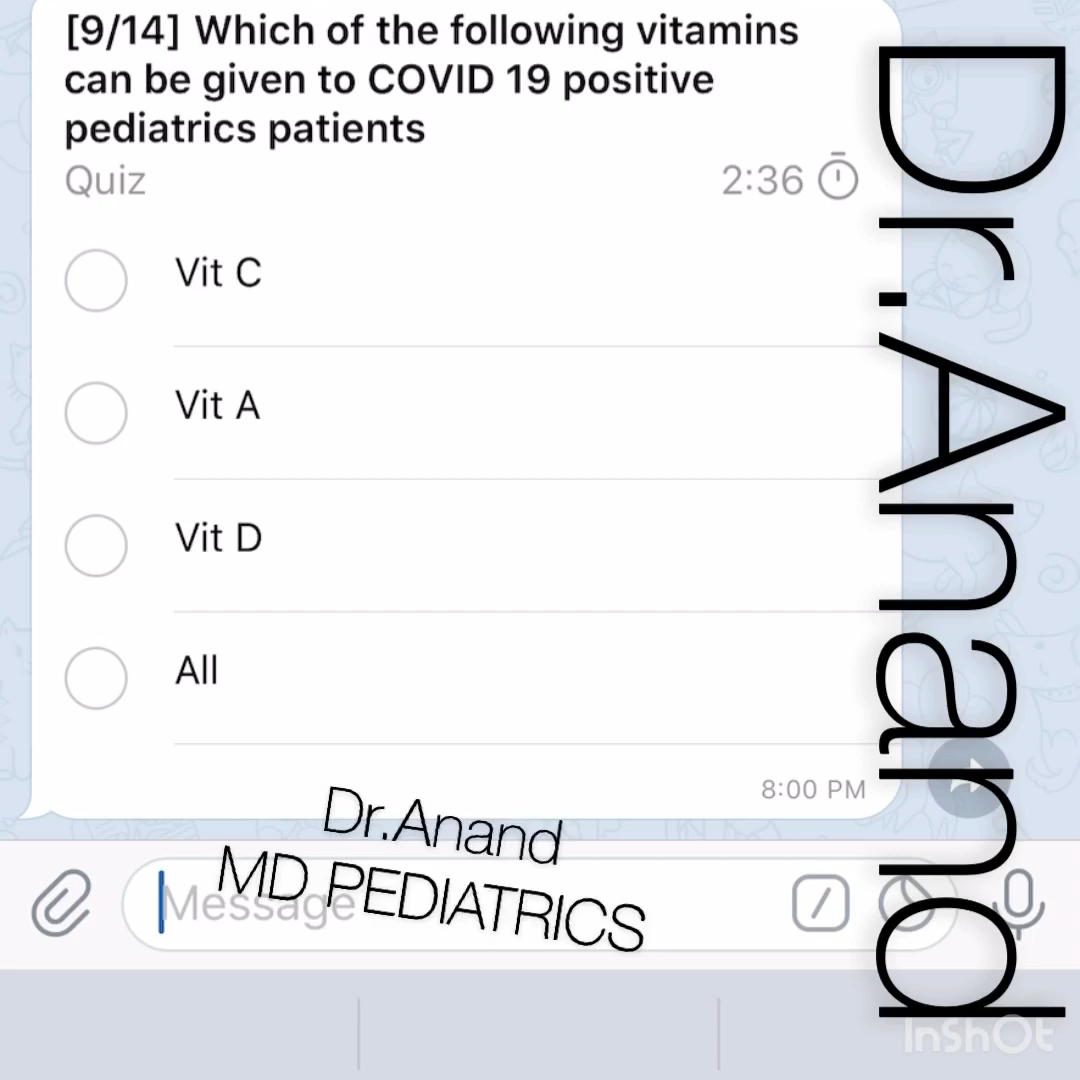 [9/14] Which of the following vitamins
can be given to COVID 19 positive
pediatrics patients
Quiz
2:36
Vit C
Vit A
Vit D
All
8:00 PM
Dr.Anand
MD PEDIATRICS
Message
Dr.Anand
InShOt